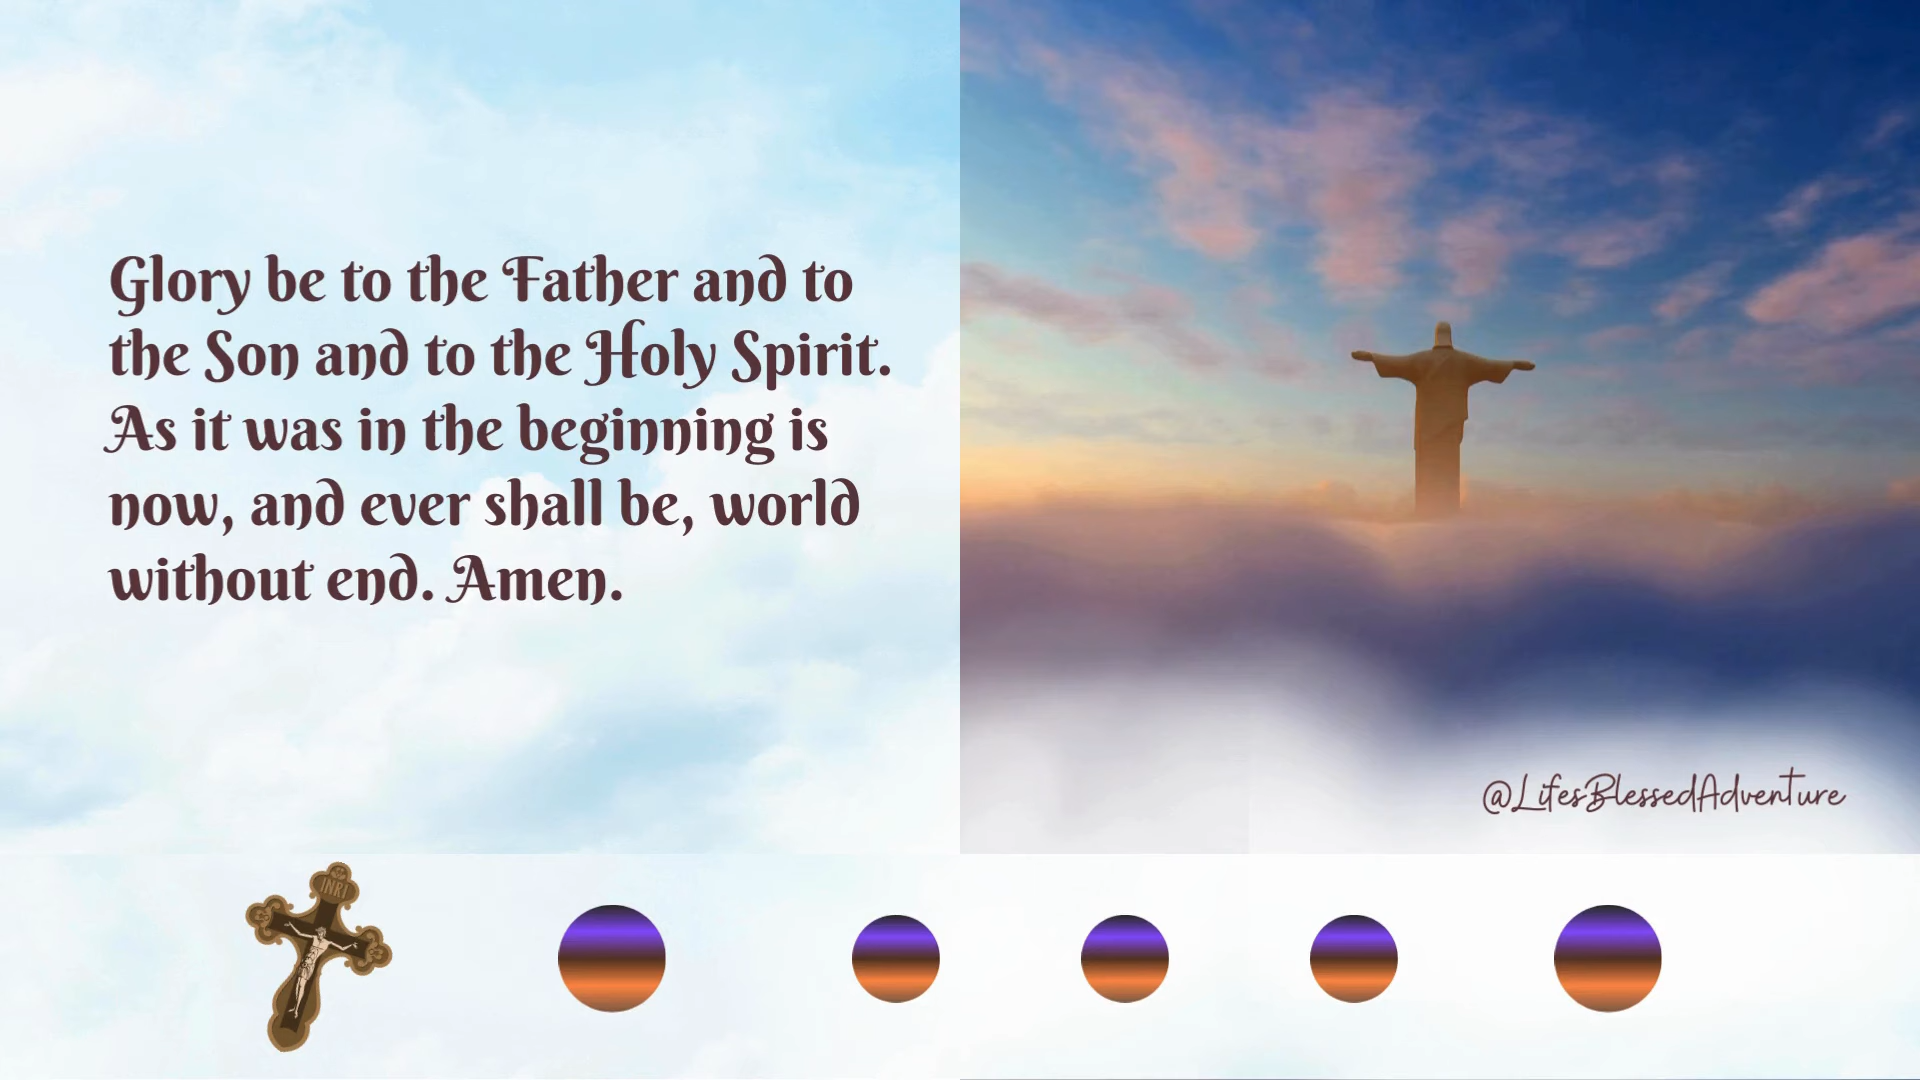 Glory be to the Father and to
the Son and to the Holy Spirit.
As it was in the beginning is
now, and ever shall be, world
without end. Amen.
@LifesBlessedAdventure
INRI